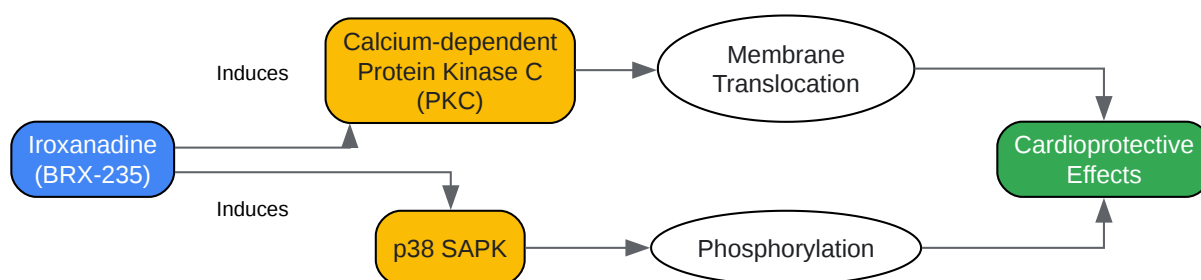 Iroxanadine
(BRX-235)
Induces
Calcium-dependent
Protein Kinase C
(PKC)
Membrane
Translocation
Induces
p38 SAPK
Phosphorylation
Cardioprotective
Effects